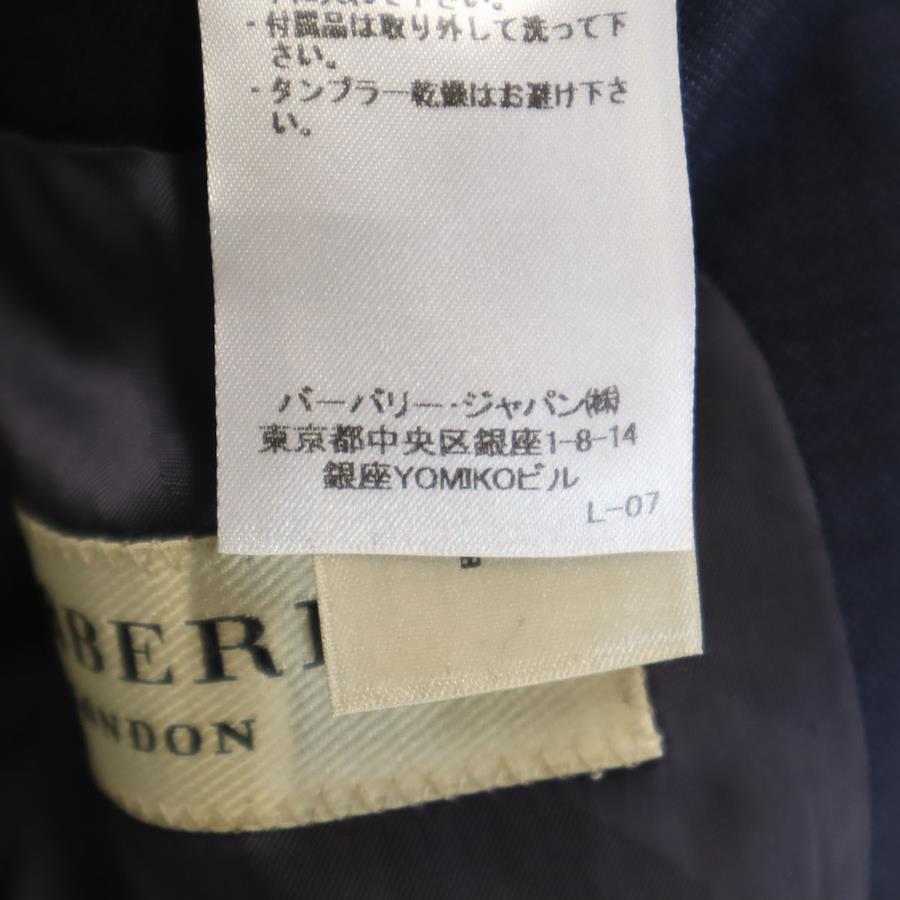 ・付属品は取り外して洗って下
さい。
・タンブラー乾燥はお避け下さ
い。
バーバリー・ジャパン㈱
東京都中央区銀座1-8-14
銀座YOMIKOビル
L-07
BERR
ONDON